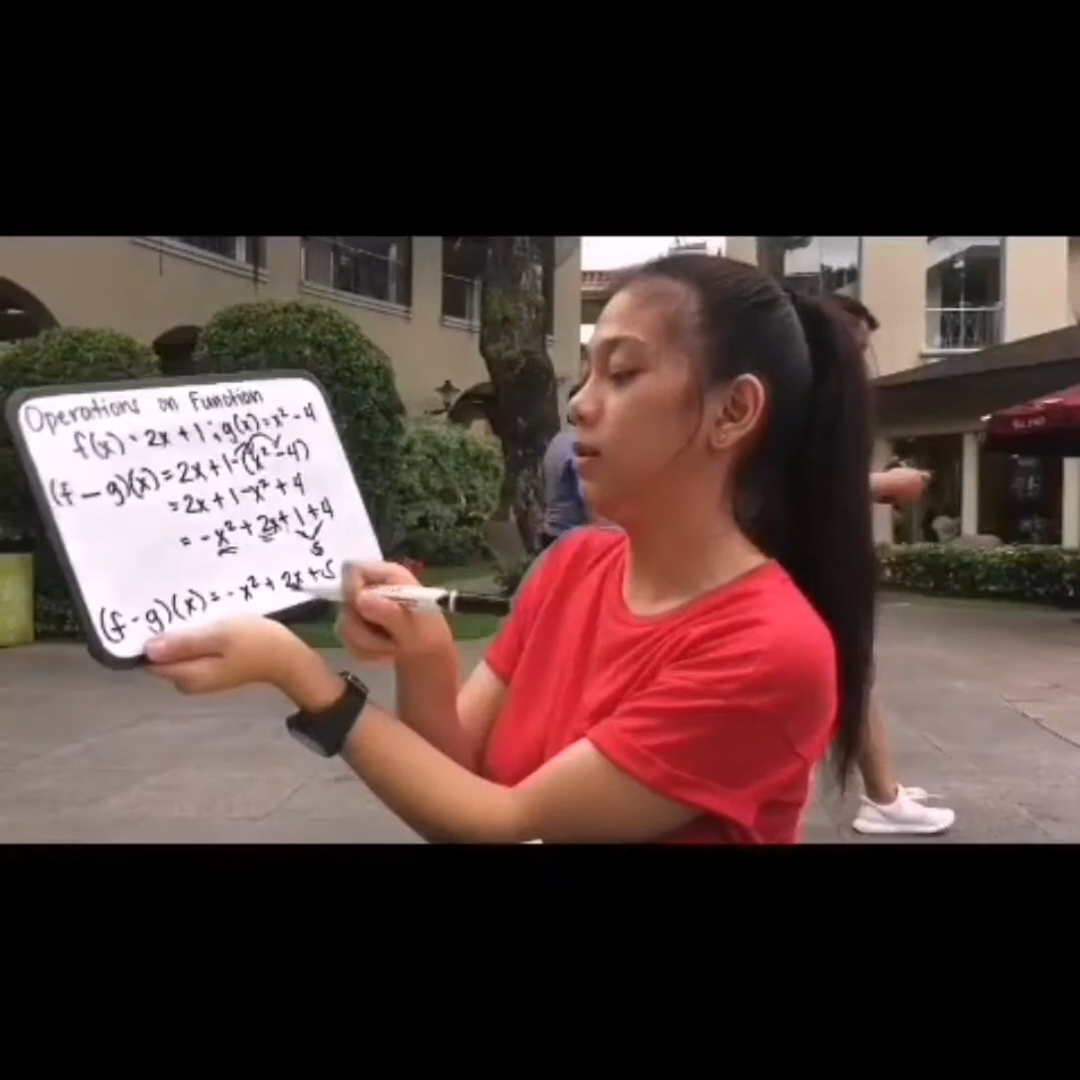 Operations on Function
f(x) = 2x + 1 ; g(x) = x² - 4
(f - g)(x) = 2x + 1 - (x² - 4)
= 2x + 1 - x² + 4
= - x² + 2x + 1 + 4
5
(f - g)(x) = - x² + 2x + 5